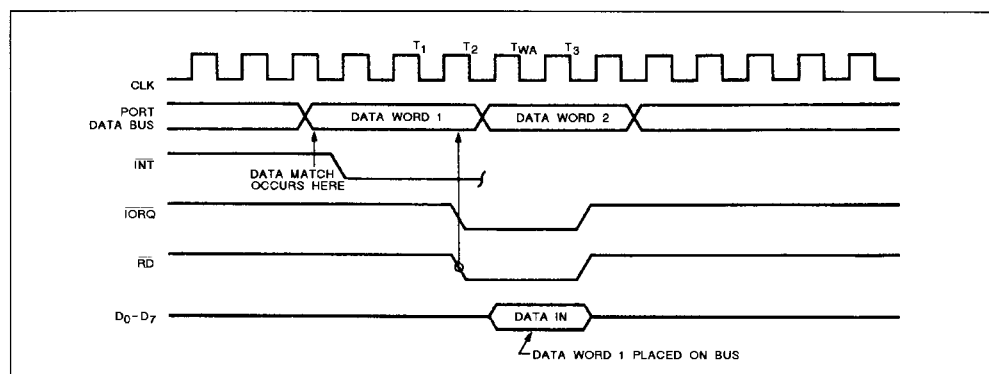 T1 T2 TWA T3
CLK
PORT DATA BUS
DATA WORD 1 DATA WORD 2
INT
DATA MATCH OCCURS HERE
IORQ
RD
D0-D7
DATA IN
DATA WORD 1 PLACED ON BUS